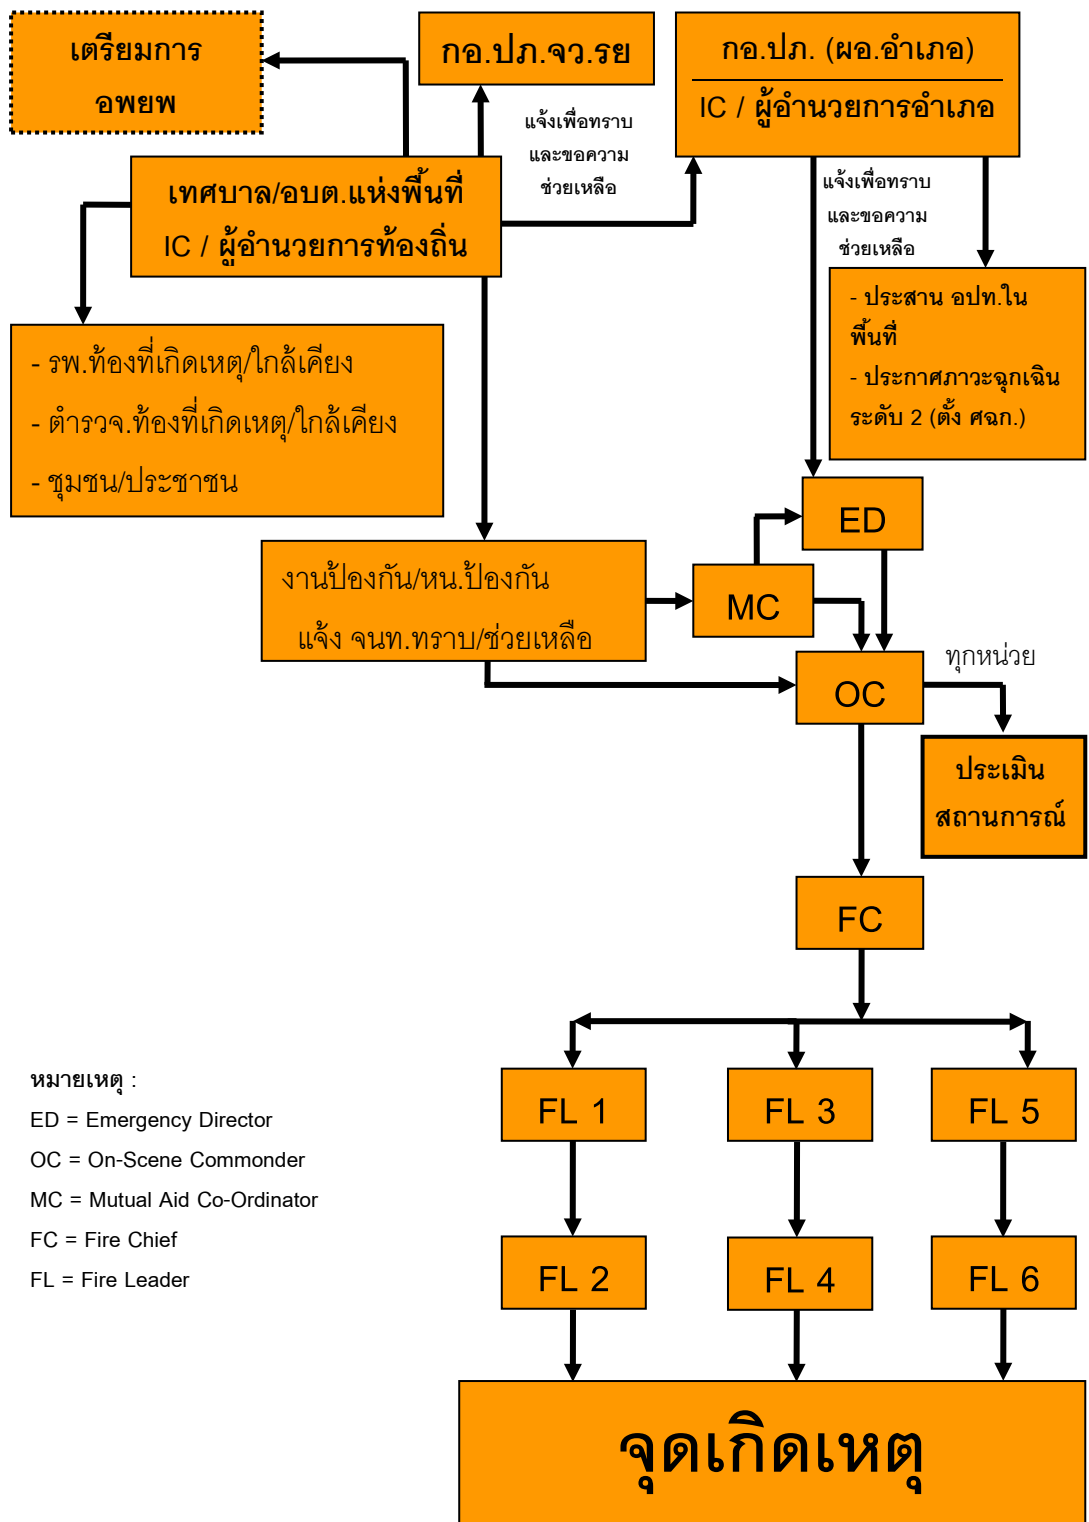 เตรียมการ
อพยพ
กอ.ปภ.จว.รย
กอ.ปภ. (ผอ.อำเภอ)
IC / ผู้อำนวยการอำเภอ
แจ้งเพื่อทราบ
และขอความ
ช่วยเหลือ
เทศบาล/อบต.แห่งพื้นที่
IC / ผู้อำนวยการท้องถิ่น
แจ้งเพื่อทราบ
และขอความ
ช่วยเหลือ
- ประสาน อปท.ใน
พื้นที่
- ประกาศภาวะฉุกเฉิน
ระดับ 2 (ตั้ง ศฉก.)
- รพ.ท้องที่เกิดเหตุ/ใกล้เคียง
- ตำรวจ.ท้องที่เกิดเหตุ/ใกล้เคียง
- ชุมชน/ประชาชน
ED
งานป้องกัน/หน.ป้องกัน
แจ้ง จนท.ทราบ/ช่วยเหลือ
MC
OC
ทุกหน่วย
ประเมิน
สถานการณ์
FC
FL 1
FL 3
FL 5
FL 2
FL 4
FL 6
หมายเหตุ :
ED = Emergency Director
OC = On-Scene Commonder
MC = Mutual Aid Co-Ordinator
FC = Fire Chief
FL = Fire Leader
จุดเกิดเหตุ